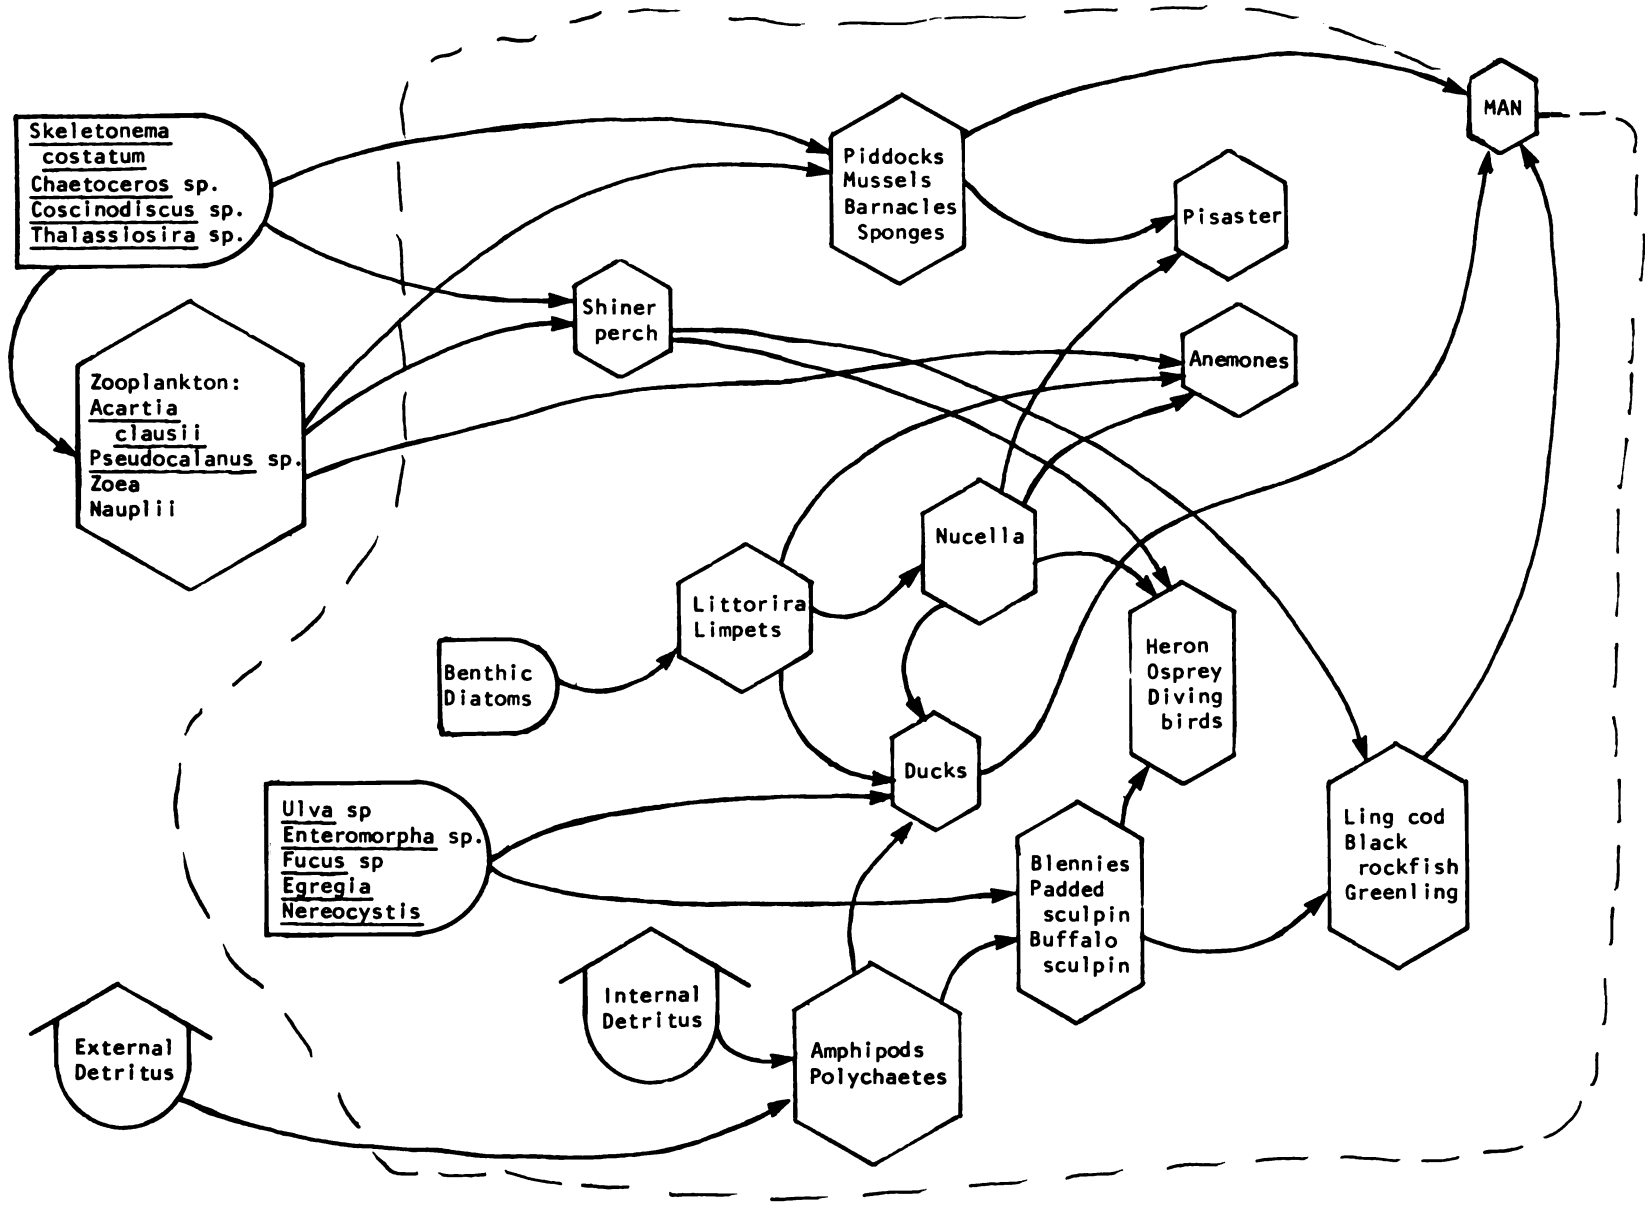 MAN
Skeletonema
costatum
Chaetoceros sp.
Coscinodiscus sp.
Thalassiosira sp.
Piddocks
Mussels
Barnacles
Sponges
Pisaster
Shiner
perch
Anemones
Zooplankton:
Acartia
clausii
Pseudocalanus sp.
Zoea
Nauplii
Nucella
Littorira
Limpets
Benthic
Diatoms
Heron
Osprey
Diving
birds
Ducks
Ulva sp
Enteromorpha sp.
Fucus sp
Egregia
Nereocystis
Blennies
Padded
sculpin
Buffalo
sculpin
Ling cod
Black
rockfish
Greenling
Internal
Detritus
External
Detritus
Amphipods
Polychaetes